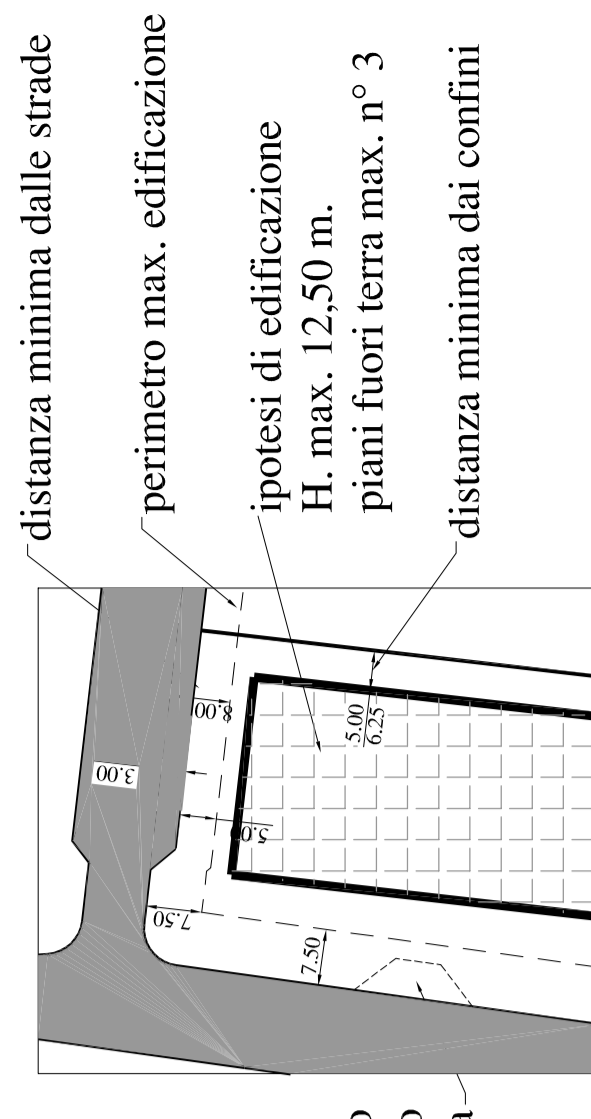 distanza minima dalle strade
perimetro max. edificazione
ipotesi di edificazione
H. max. 12,50 m.
piani fuori terra max. n° 3
distanza minima dai confini
3.00
8.00
5.0
7.50
7.50
5.00
6.25
o
o
a